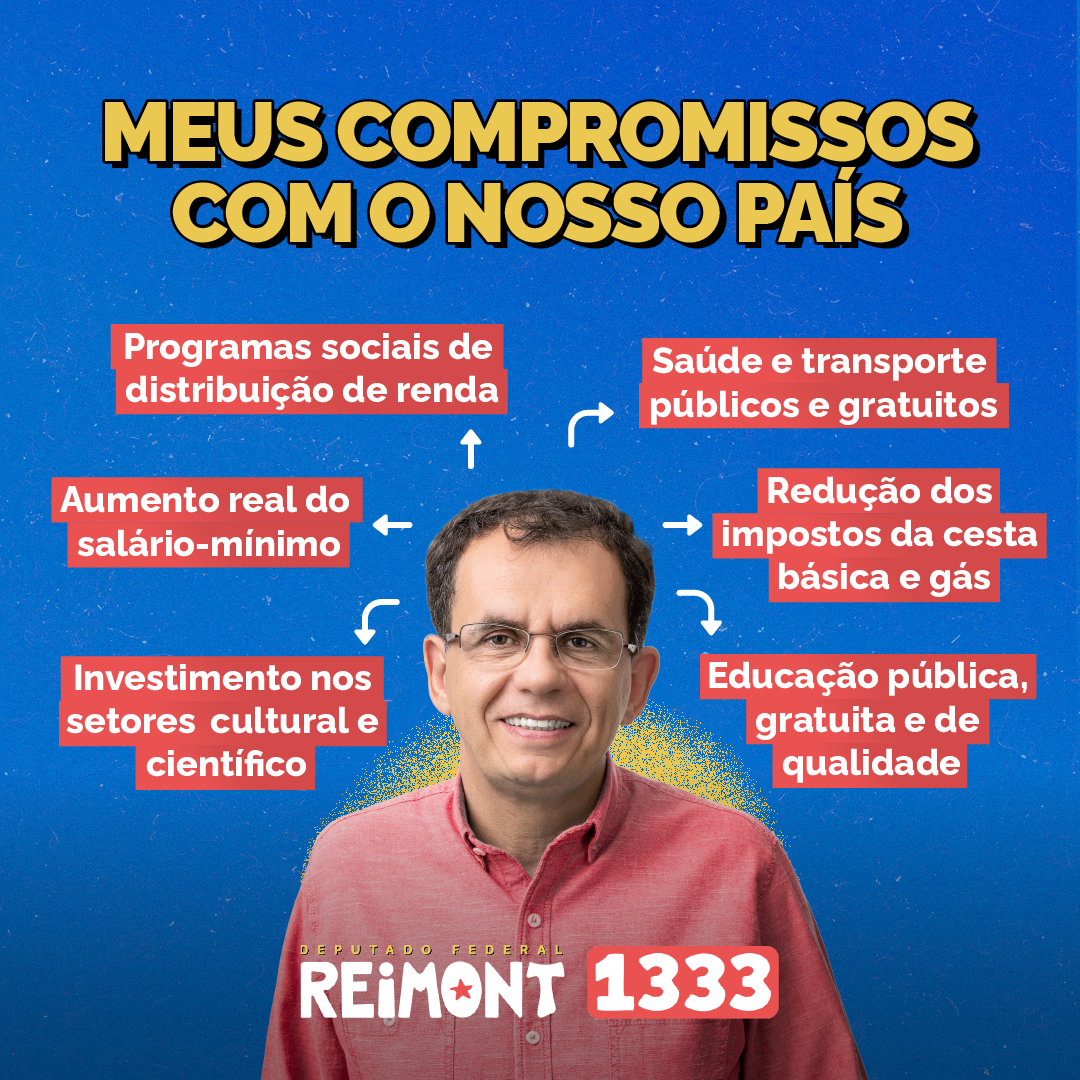 MEUS COMPROMISSOS
COM O NOSSO PAÍS
Programas sociais de
distribuição de renda
Saúde e transporte
públicos e gratuitos
Aumento real do
salário-mínimo
Redução dos
impostos da cesta
básica e gás
Investimento nos
setores cultural e
científico
Educação pública,
gratuita e de
qualidade
DEPUTADO FEDERAL
REiMONT 1333